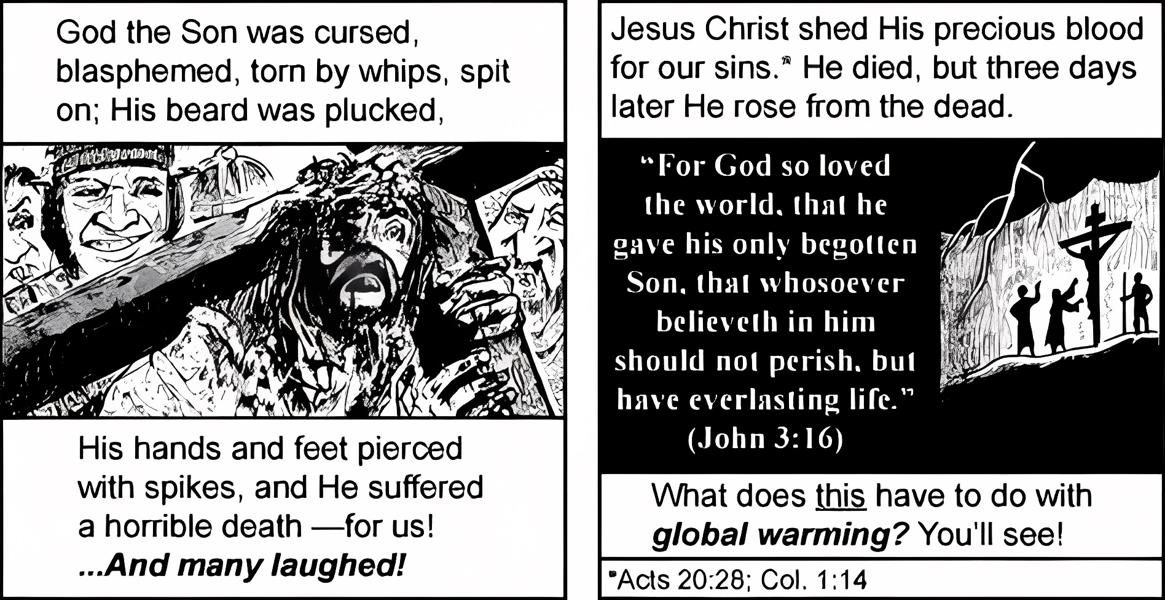 God the Son was cursed,
blasphemed, torn by whips, spit
on; His beard was plucked,
His hands and feet pierced
with spikes, and He suffered
a horrible death —for us!
...And many laughed!
Jesus Christ shed His precious blood
for our sins.* He died, but three days
later He rose from the dead.
“For God so loved
the world, that he
gave his only begotten
Son, that whosoever
believeth in him
should not perish, but
have everlasting life.”
(John 3:16)
What does this have to do with
global warming? You'll see!
*Acts 20:28; Col. 1:14